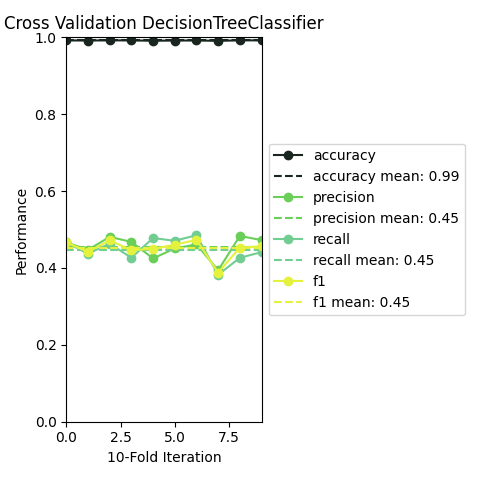 Cross Validation DecisionTreeClassifier
1.0
0.8
0.6
0.4
0.2
0.0
Performance
0.0 2.5 5.0 7.5
10-Fold Iteration
accuracy
accuracy mean: 0.99
precision
precision mean: 0.45
recall
recall mean: 0.45
f1
f1 mean: 0.45